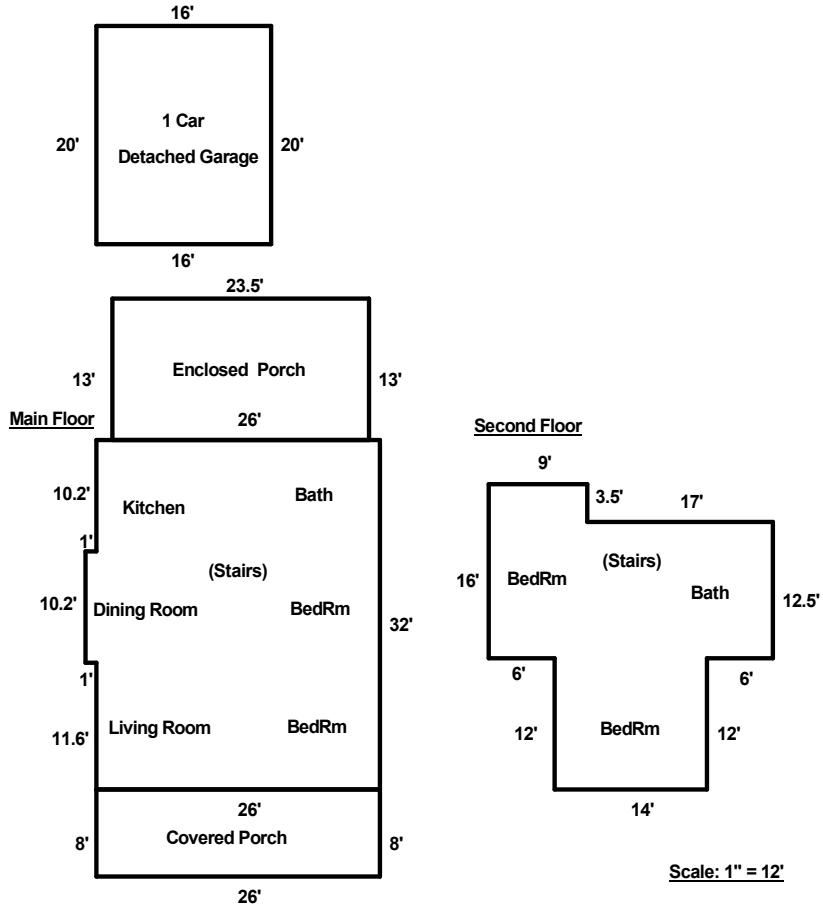 16'
1 Car
20'
Detached Garage
20'
16'
23.5'
13'
Enclosed Porch
13'
Main Floor
26'
10.2'
Kitchen
Bath
1'
(Stairs)
10.2'
Dining Room
BedRm
32'
1'
11.6'
Living Room
BedRm
26'
8'
Covered Porch
8'
26'
Second Floor
9'
3.5'
17'
(Stairs)
16'
BedRm
Bath
12.5'
6'
6'
12'
BedRm
12'
14'
Scale: 1" = 12'